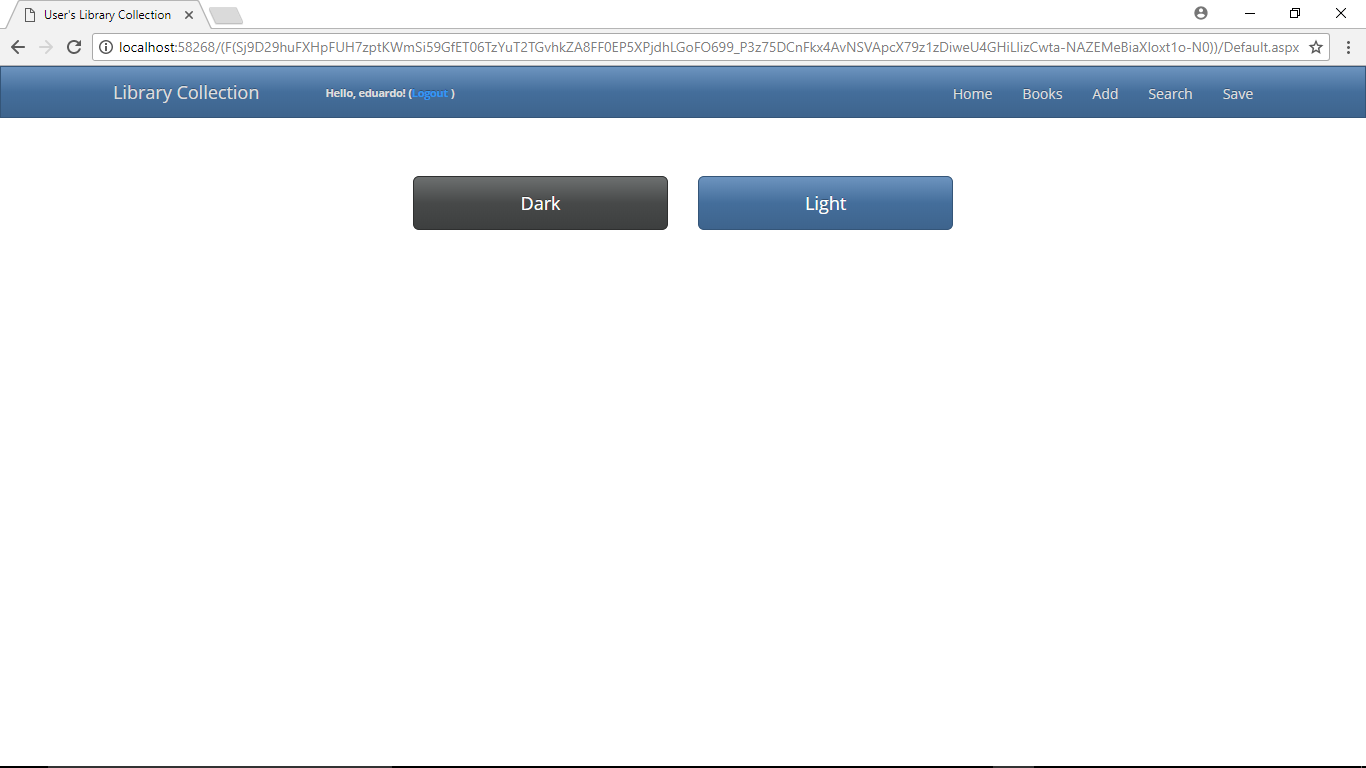 User's Library Collection
localhost:58268/(F(Sj9D29huFXHpFUH7zptKWmSi59GfET06TzYuT2TGvhkZA8FF0EP5XPjdhLGoFO699_P3z75DCnFkx4AvNSVApcX79z1zDiweU4GHiLlizCwta-NAZEMeBiaXloxt1o-N0))/Default.aspx
Library Collection Hello, eduardo! (Logout ) Home Books Add Search Save
Dark Light